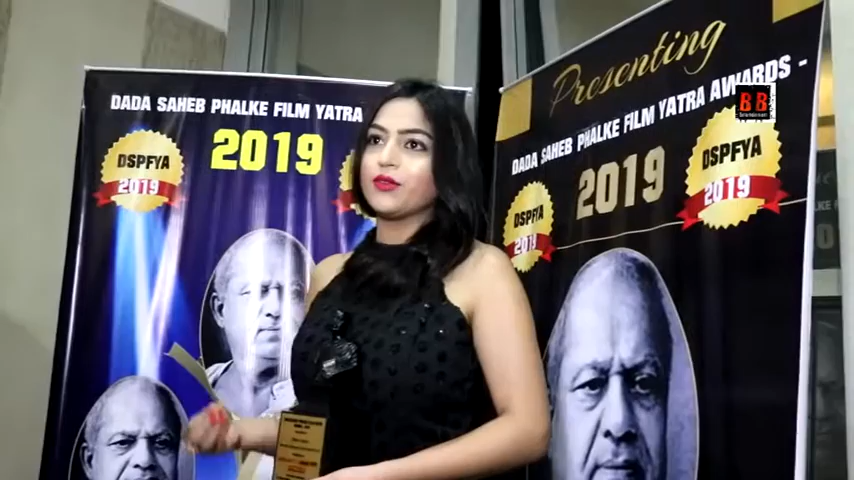 DADA SAHEB PHALKE FILM YATRA
DSPFYA
2019
2019
Presenting
DADA SAHEB PHALKE FILM YATRA AWARDS -
2019
DSPFYA
2019
DSPFYA
2019
BB